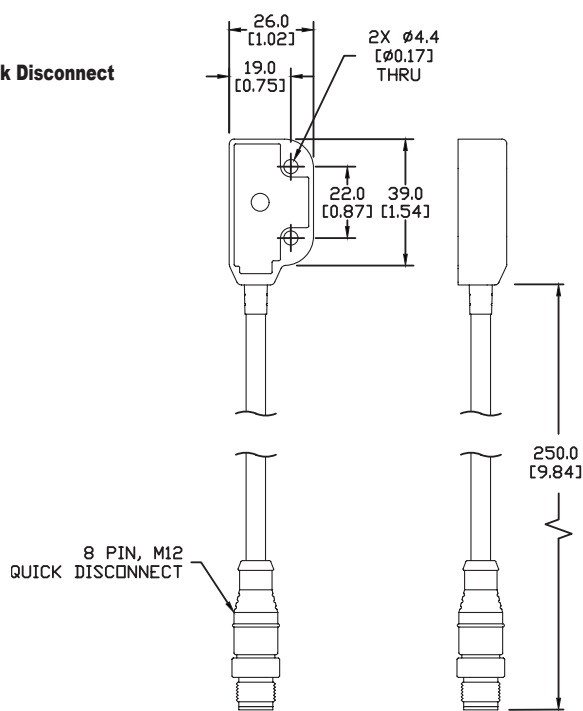 26.0
[1.02]
2X ø4.4
[ø0.17]
THRU
k Disconnect
19.0
[0.75]
22.0
[0.87]
39.0
[1.54]
250.0
[9.84]
8 PIN, M12
QUICK DISCONNECT